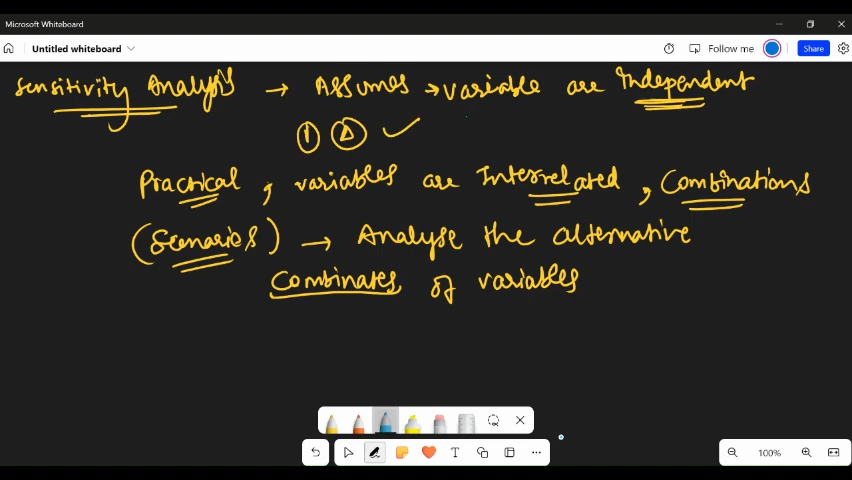 Microsoft Whiteboard
Untitled whiteboard
Follow me
Share
Sensitivity Analysis → Assumes → variable are Independent
① Δ ✓
Practical, variables are Interrelated, Combinations
(Scenarios) → Analyse the alternative
Combinates of variables
T
100%